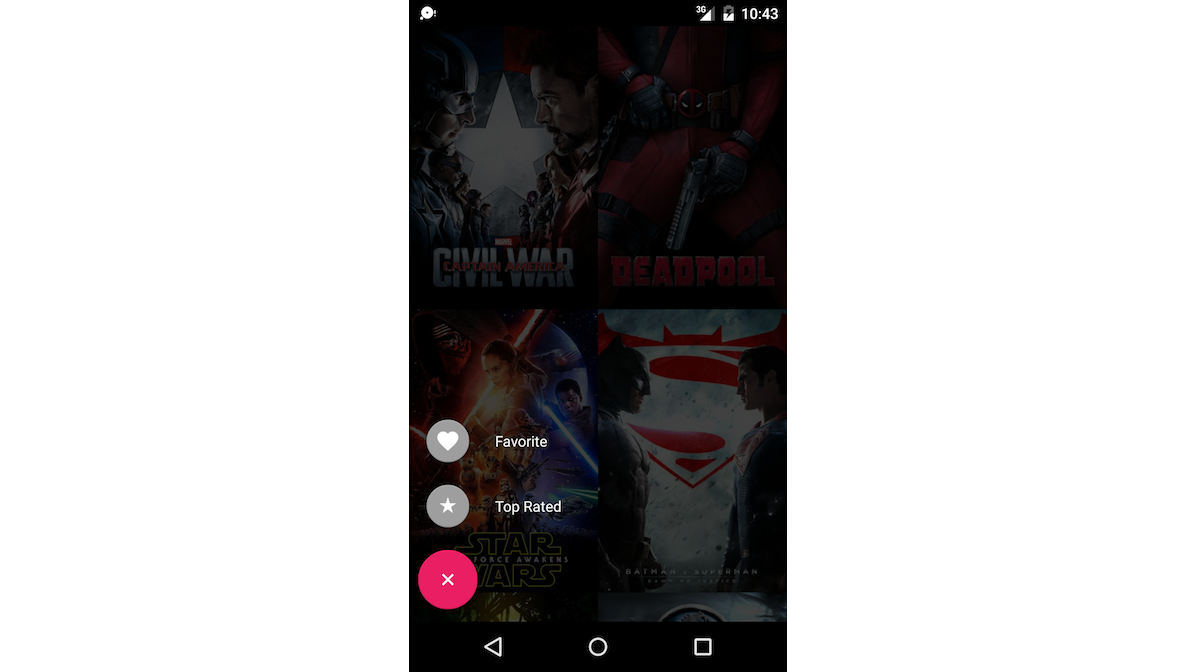 3G 10:43
MARVEL
CIVIL WAR
CAPTAIN AMERICA
DEADPOOL
Favorite
Top Rated
STAR
FORCE AWAKENS
WARS
BATMAN v SUPERMAN
DAWN OF JUSTICE